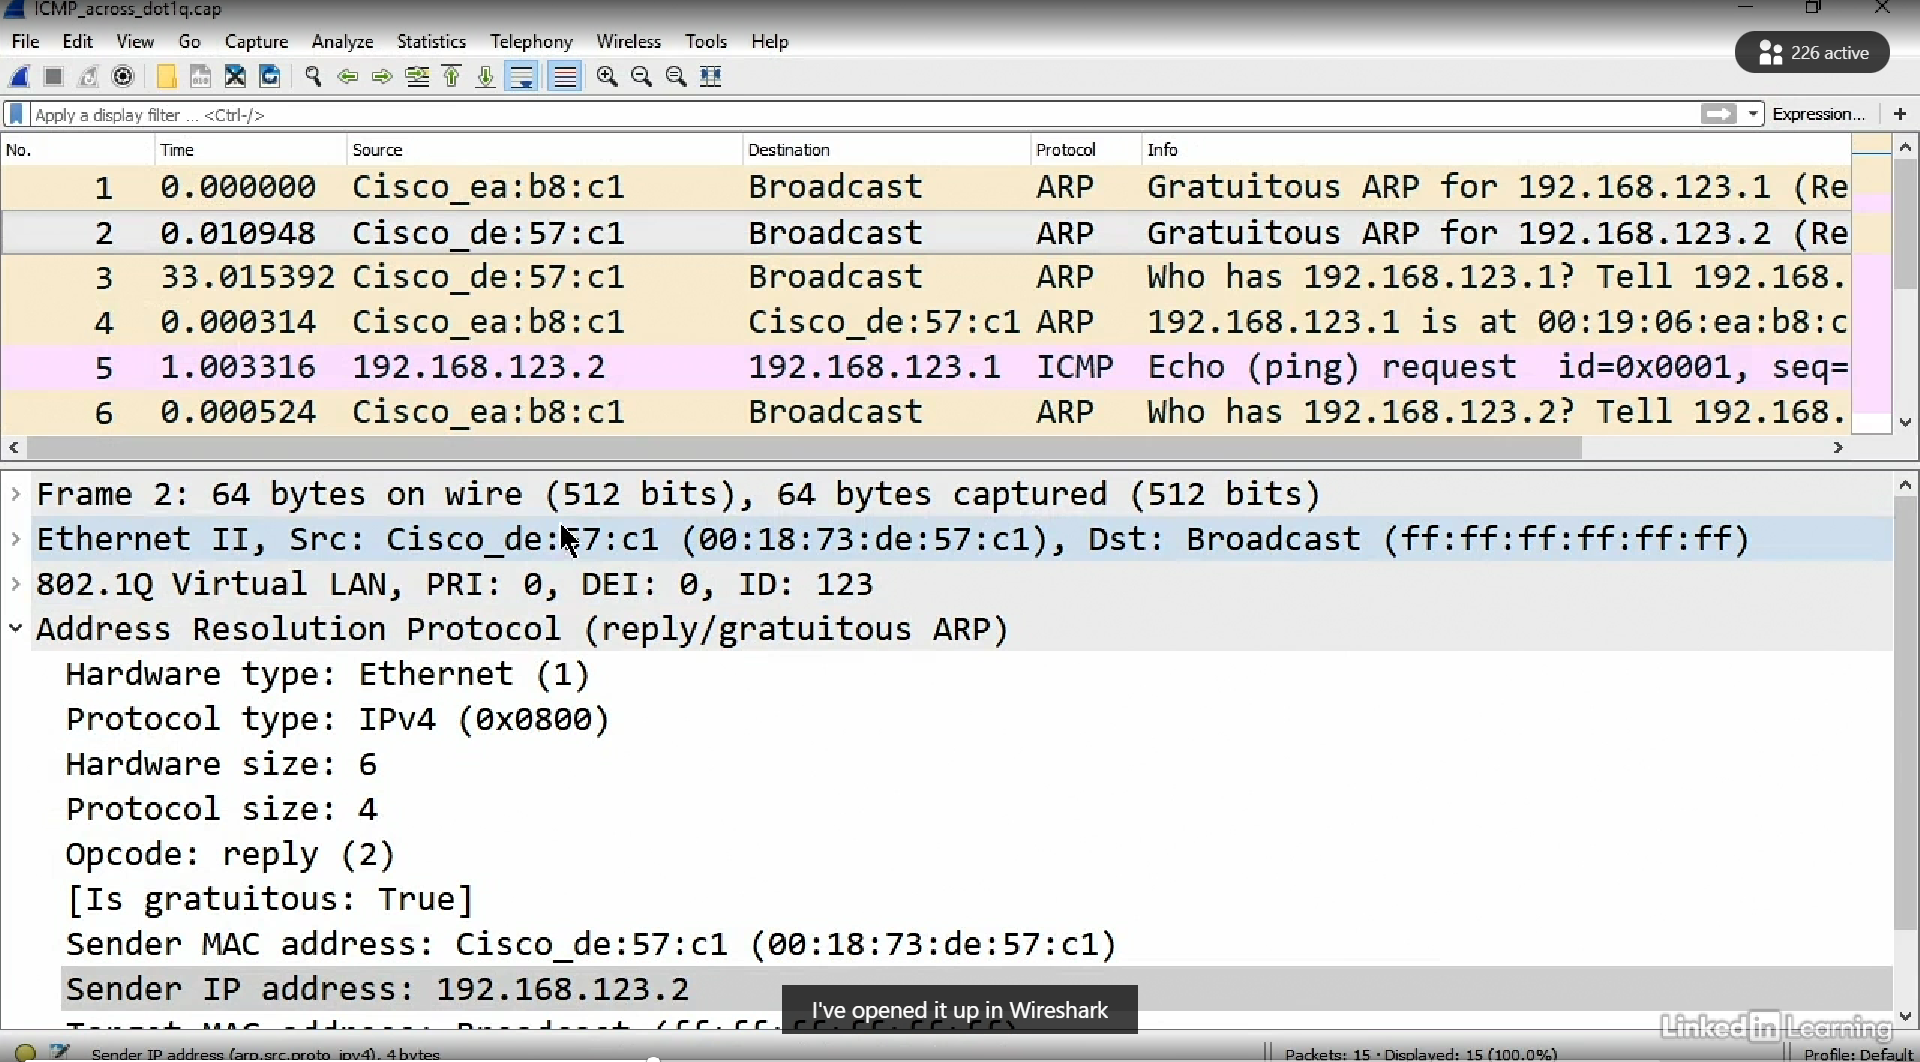 ICMP_across_dot1q.cap
File Edit View Go Capture Analyze Statistics Telephony Wireless Tools Help
226 active
Apply a display filter ... <Ctrl-/>
Expression... +
No. Time Source Destination Protocol Info
1 0.000000 Cisco_ea:b8:c1 Broadcast ARP Gratuitous ARP for 192.168.123.1 (Re
2 0.010948 Cisco_de:57:c1 Broadcast ARP Gratuitous ARP for 192.168.123.2 (Re
3 33.015392 Cisco_de:57:c1 Broadcast ARP Who has 192.168.123.1? Tell 192.168.
4 0.000314 Cisco_ea:b8:c1 Cisco_de:57:c1 ARP 192.168.123.1 is at 00:19:06:ea:b8:c
5 1.003316 192.168.123.2 192.168.123.1 ICMP Echo (ping) request id=0x0001, seq=
6 0.000524 Cisco_ea:b8:c1 Broadcast ARP Who has 192.168.123.2? Tell 192.168.
Frame 2: 64 bytes on wire (512 bits), 64 bytes captured (512 bits)
Ethernet II, Src: Cisco_de:57:c1 (00:18:73:de:57:c1), Dst: Broadcast (ff:ff:ff:ff:ff:ff)
802.1Q Virtual LAN, PRI: 0, DEI: 0, ID: 123
Address Resolution Protocol (reply/gratuitous ARP)
Hardware type: Ethernet (1)
Protocol type: IPv4 (0x0800)
Hardware size: 6
Protocol size: 4
Opcode: reply (2)
[Is gratuitous: True]
Sender MAC address: Cisco_de:57:c1 (00:18:73:de:57:c1)
Sender IP address: 192.168.123.2
I've opened it up in Wireshark
Target MAC address: Broadcast (ff:ff:ff:ff:ff:ff)
LinkedIn Learning
Sender IP address (arp.src.proto_ipv4), 4 bytes
Packets: 15 · Displayed: 15 (100.0%)
Profile: Default